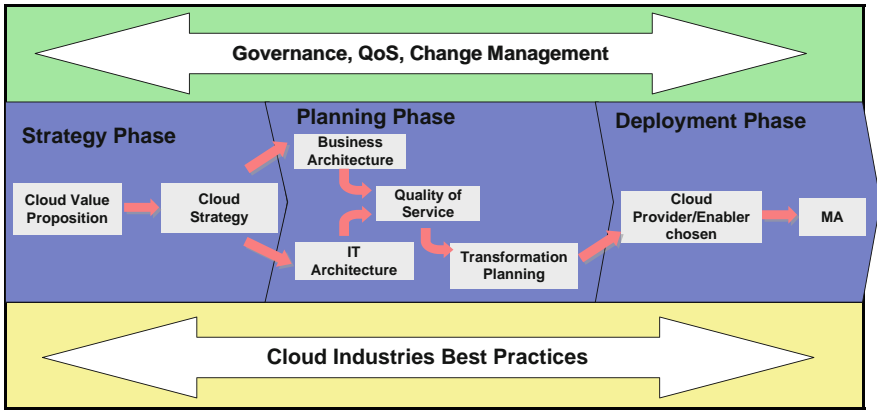 Governance, QoS, Change Management
Strategy Phase
Cloud Value
Proposition
Cloud
Strategy
Planning Phase
Business
Architecture
Quality of
Service
IT
Architecture
Transformation
Planning
Deployment Phase
Cloud
Provider/Enabler
chosen
MA
Cloud Industries Best Practices